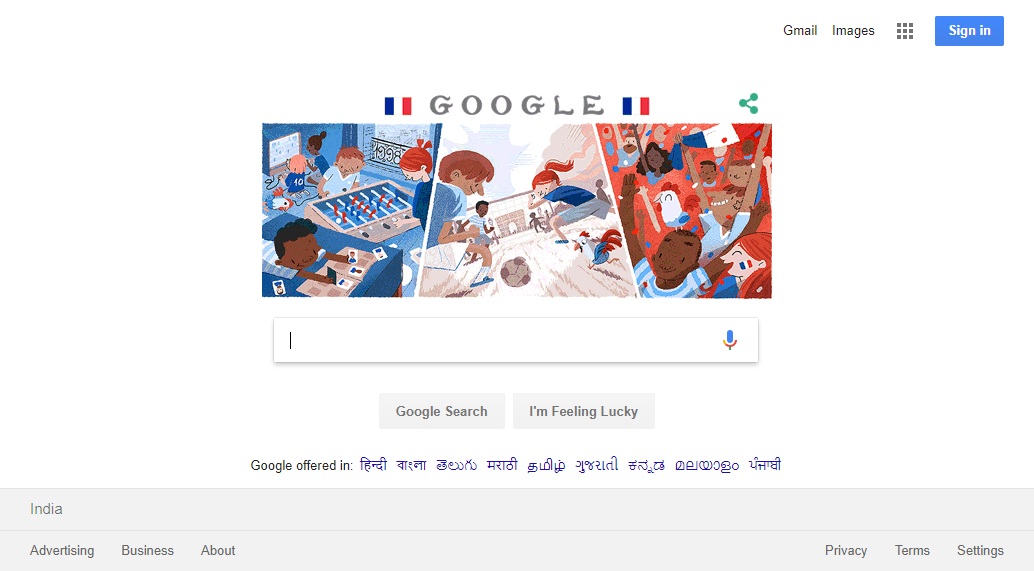 Gmail Images Sign in
GOOGLE
1998
10
Google Search I'm Feeling Lucky
Google offered in: हिन्दी বাংলা తెలుగు मराठी தமிழ் ગુજરાતી ಕನ್ನಡ മലയാളം ਪੰਜਾਬੀ
India
Advertising Business About Privacy Terms Settings